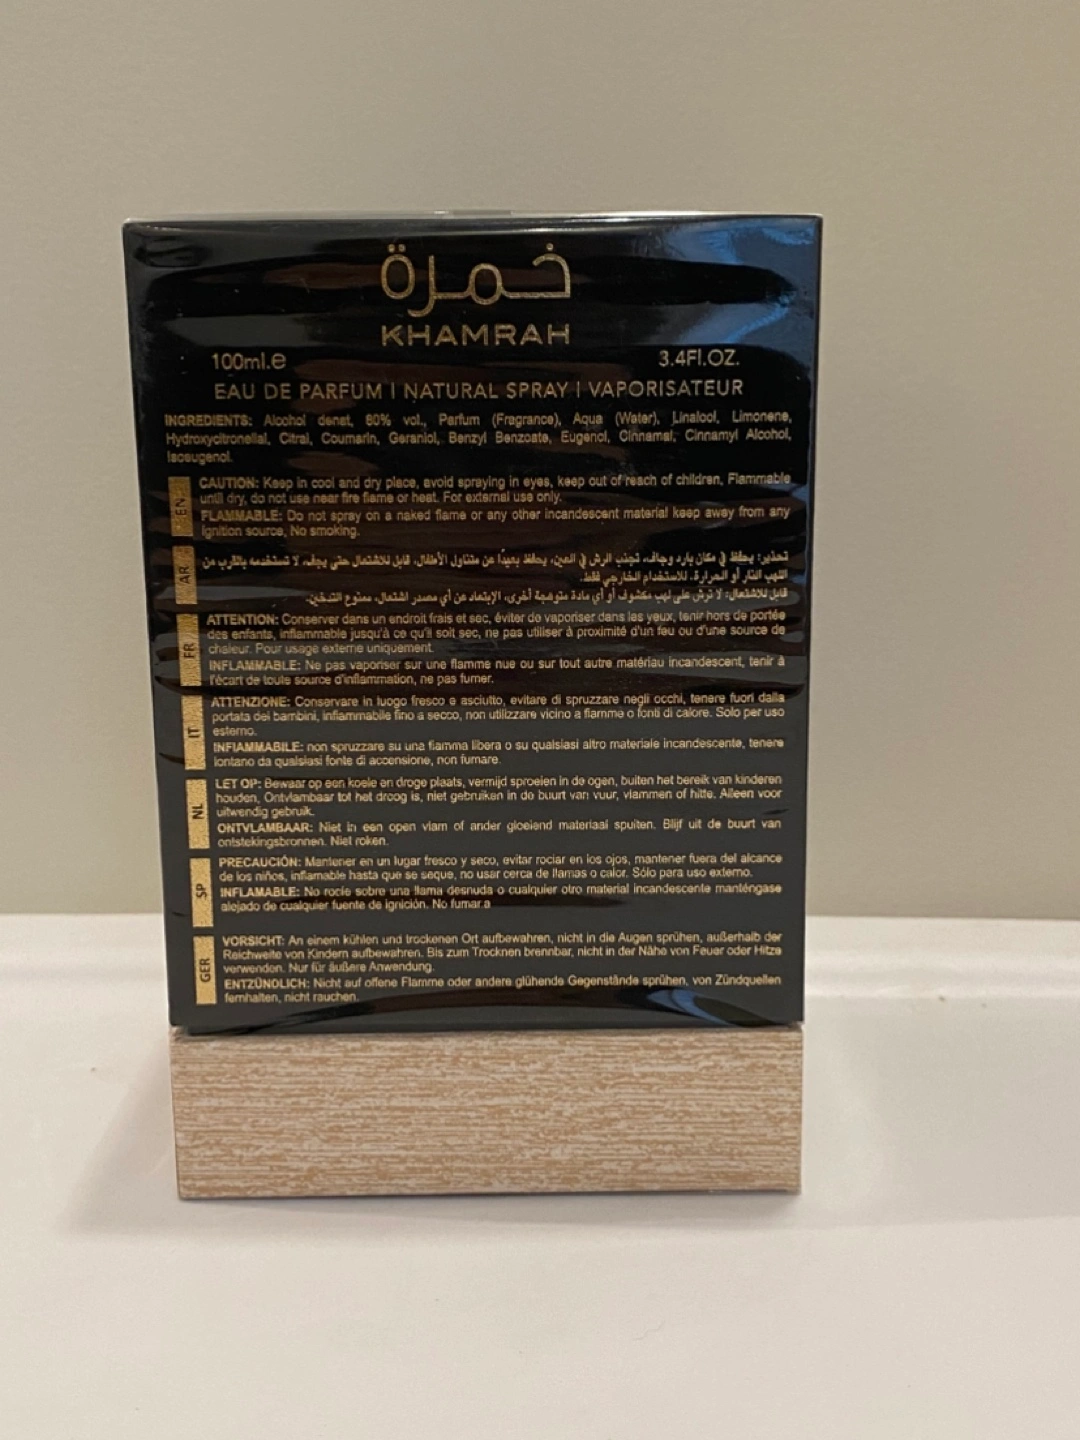 خمرة
KHAMRAH
100ml.e 3.4Fl.OZ.
EAU DE PARFUM | NATURAL SPRAY | VAPORISATEUR
INGREDIENTS: Alcohol denat, 80% vol., Parfum (Fragrance), Aqua (Water), Linalool, Limonene,
Hydroxycitronellal, Citral, Coumarin, Geraniol, Benzyl Benzoate, Eugenol, Cinnamal, Cinnamyl Alcohol,
Isoeugenol.
EN
CAUTION: Keep in cool and dry place, avoid spraying in eyes, keep out of reach of children, Flammable
until dry, do not use near fire flame or heat. For external use only.
FLAMMABLE: Do not spray on a naked flame or any other incandescent material keep away from any
ignition source, No smoking.
AR
تحذير: يحفظ في مكان بارد وجاف، تجنب الرش في العين، يحفظ بعيداً عن متناول الأطفال، قابل للاشتعال حتى يجف، لا تستخدمه بالقرب من
اللهب النار أو الحرارة. للاستخدام الخارجي فقط.
قابل للاشتعال: لا ترش على لهب مكشوف أو أي مادة متوهجة أخرى، الإبتعاد عن أي مصدر اشتعال، ممنوع التدخين.
FR
ATTENTION: Conserver dans un endroit frais et sec, éviter de vaporiser dans les yeux, tenir hors de portée
des enfants, inflammable jusqu'à ce qu'il soit sec, ne pas utiliser à proximité d'un feu ou d'une source de
chaleur. Pour usage externe uniquement.
INFLAMMABLE: Ne pas vaporiser sur une flamme nue ou sur tout autre matériau incandescent, tenir à
l'écart de toute source d'inflammation, ne pas fumer.
IT
ATTENZIONE: Conservare in luogo fresco e asciutto, evitare di spruzzare negli occhi, tenere fuori dalla
portata dei bambini, infiammabile fino a secco, non utilizzare vicino a fiamme o fonti di calore. Solo per uso
esterno.
INFIAMMABILE: non spruzzare su una fiamma libera o su qualsiasi altro materiale incandescente, tenere
lontano da qualsiasi fonte di accensione, non fumare.
NL
LET OP: Bewaar op een koele en droge plaats, vermijd sproeien in de ogen, buiten het bereik van kinderen
houden, Ontvlambaar tot het droog is, niet gebruiken in de buurt van vuur, vlammen of hitte. Alleen voor
uitwendig gebruik.
ONTVLAMBAAR: Niet in een open vlam of ander gloeiend materiaal spuiten. Blijf uit de buurt van
ontstekingsbronnen. Niet roken.
SP
PRECAUCIÓN: Mantener en un lugar fresco y seco, evitar rociar en los ojos, mantener fuera del alcance
de los niños, inflamable hasta que se seque, no usar cerca de llamas o calor. Sólo para uso externo.
INFLAMABLE: No rocíe sobre una llama desnuda o cualquier otro material incandescente manténgase
alejado de cualquier fuente de ignición. No fumar.a
GER
VORSICHT: An einem kühlen und trockenen Ort aufbewahren, nicht in die Augen sprühen, außerhalb der
Reichweite von Kindern aufbewahren. Bis zum Trocknen brennbar, nicht in der Nähe von Feuer oder Hitze
verwenden. Nur für äußere Anwendung.
ENTZÜNDLICH: Nicht auf offene Flamme oder andere glühende Gegenstände sprühen, von Zündquellen
fernhalten, nicht rauchen.